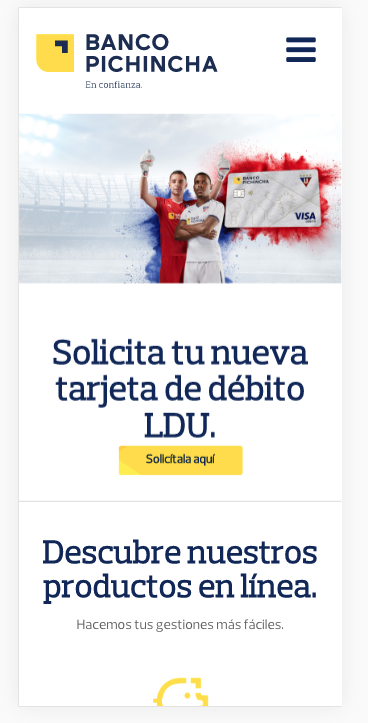 BANCO
PICHINCHA
En confianza.
BANCO
PICHINCHA
VISA
Solicita tu nueva
tarjeta de débito
LDU.
Solicítala aquí
Descubre nuestros
productos en línea.
Hacemos tus gestiones más fáciles.